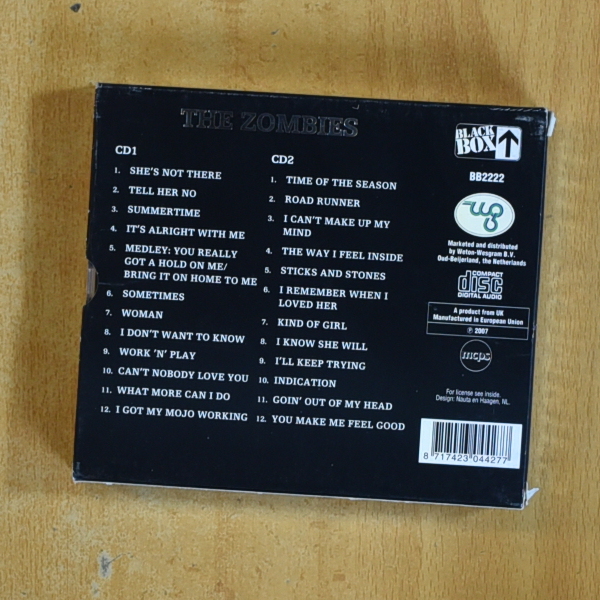 THE ZOMBIES
CD1
1. SHE'S NOT THERE
2. TELL HER NO
3. SUMMERTIME
4. IT'S ALRIGHT WITH ME
5. MEDLEY: YOU REALLY
GOT A HOLD ON ME/
BRING IT ON HOME TO ME
6. SOMETIMES
7. WOMAN
8. I DON'T WANT TO KNOW
9. WORK 'N' PLAY
10. CAN'T NOBODY LOVE YOU
11. WHAT MORE CAN I DO
12. I GOT MY MOJO WORKING
CD2
1. TIME OF THE SEASON
2. ROAD RUNNER
3. I CAN'T MAKE UP MY
MIND
4. THE WAY I FEEL INSIDE
5. STICKS AND STONES
6. I REMEMBER WHEN I
LOVED HER
7. KIND OF GIRL
8. I KNOW SHE WILL
9. I'LL KEEP TRYING
10. INDICATION
11. GOIN' OUT OF MY HEAD
12. YOU MAKE ME FEEL GOOD
BLACK
BOX
BB2222
Marketed and distributed
by Weton-Wesgram B.V.
Oud-Beijerland, the Netherlands
COMPACT
disc
DIGITAL AUDIO
A product from UK
Manufactured in European Union
℗ 2007
mcps
For license see inside.
Design: Nauta en Haagen, NL.
8 717423 044277